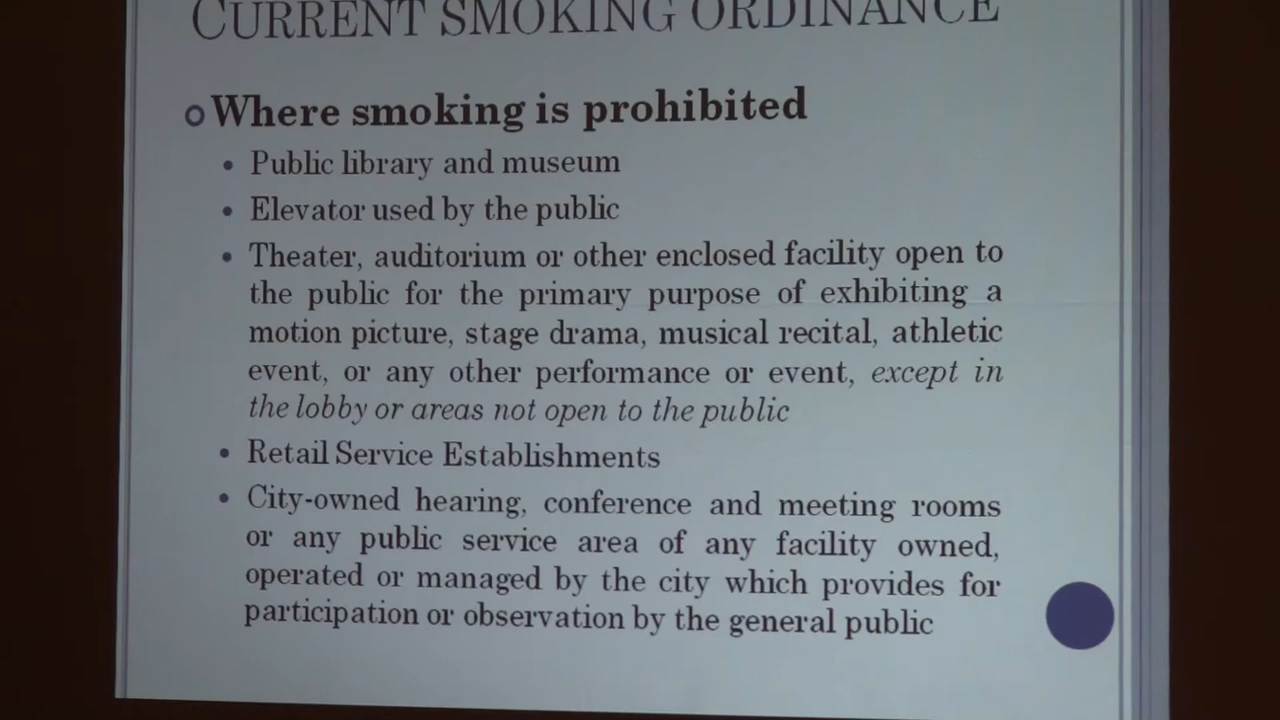 CURRENT SMOKING ORDINANCE
Where smoking is prohibited
Public library and museum
Elevator used by the public
Theater, auditorium or other enclosed facility open to
the public for the primary purpose of exhibiting a
motion picture, stage drama, musical recital, athletic
event, or any other performance or event, except in
the lobby or areas not open to the public
Retail Service Establishments
City-owned hearing, conference and meeting rooms
or any public service area of any facility owned,
operated or managed by the city which provides for
participation or observation by the general public